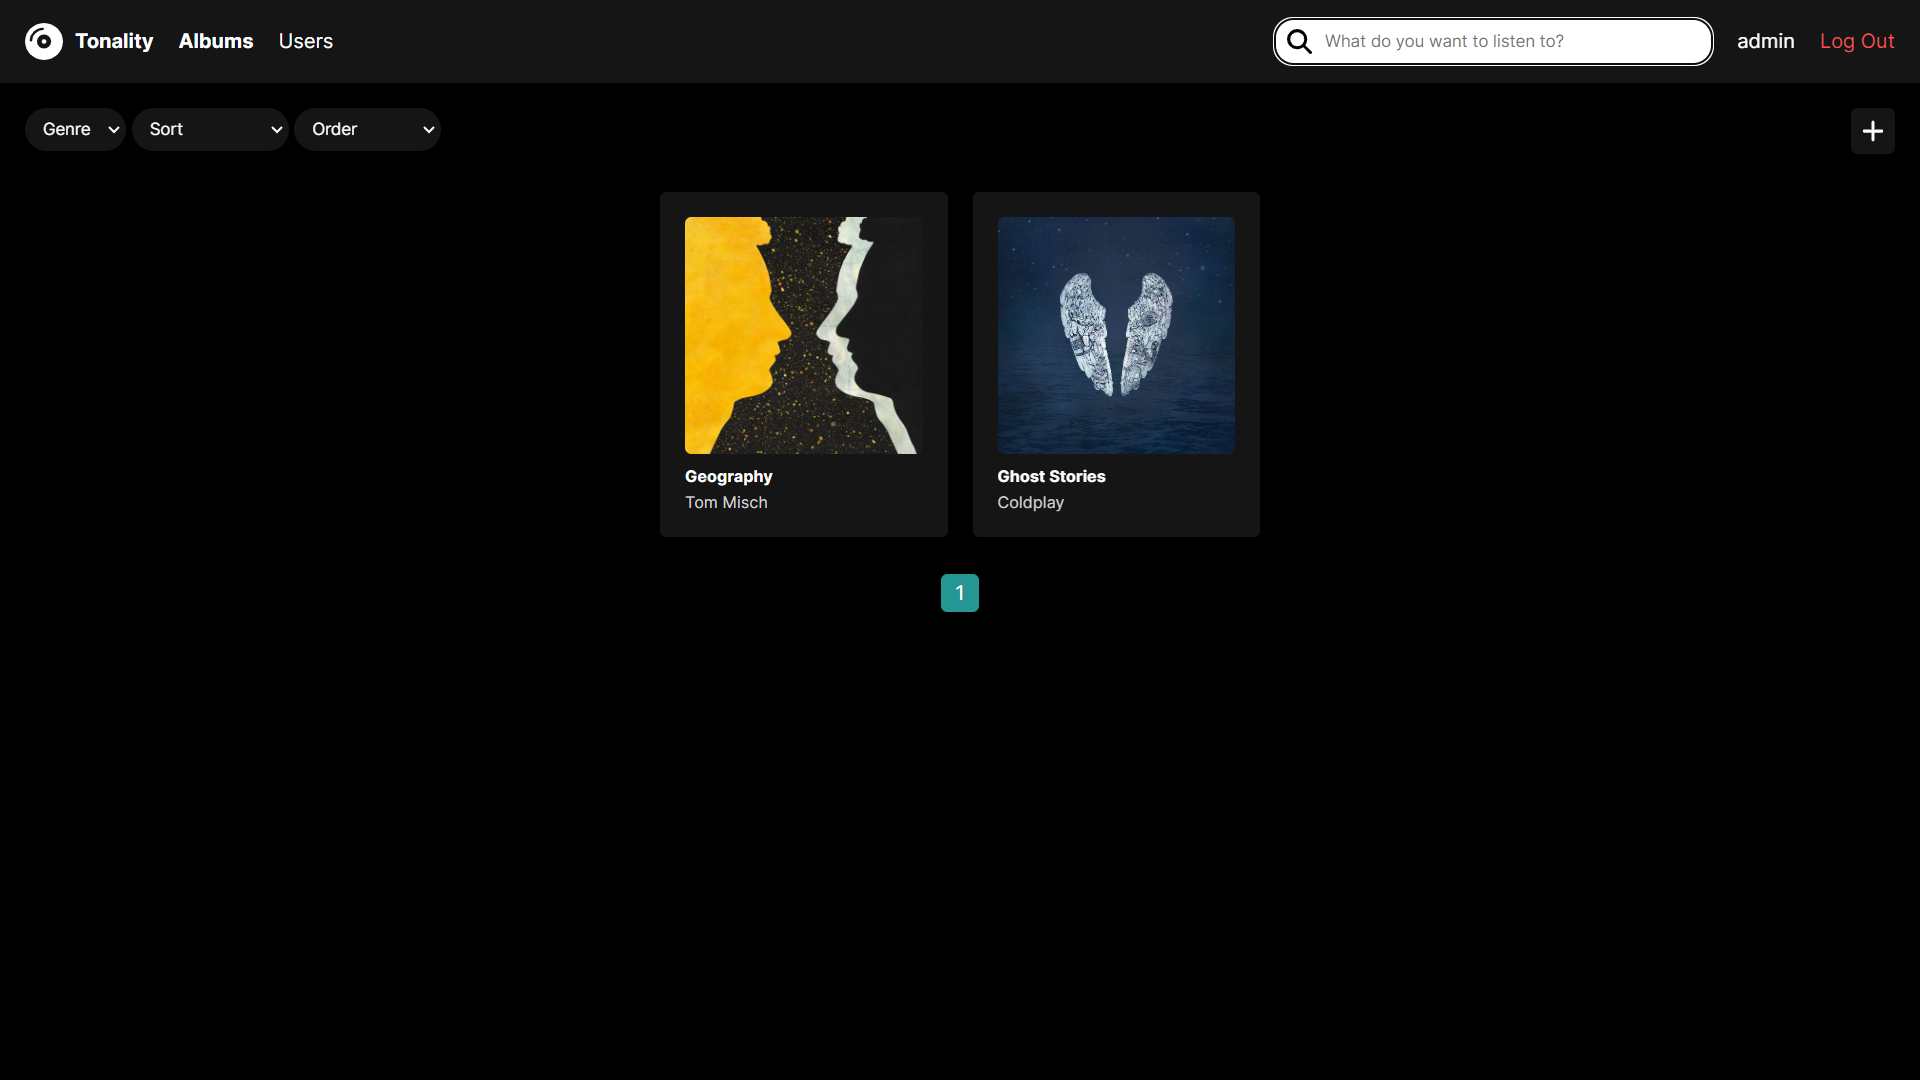 Tonality Albums Users What do you want to listen to? admin Log Out
Genre Sort Order
Geography
Tom Misch
Ghost Stories
Coldplay
1